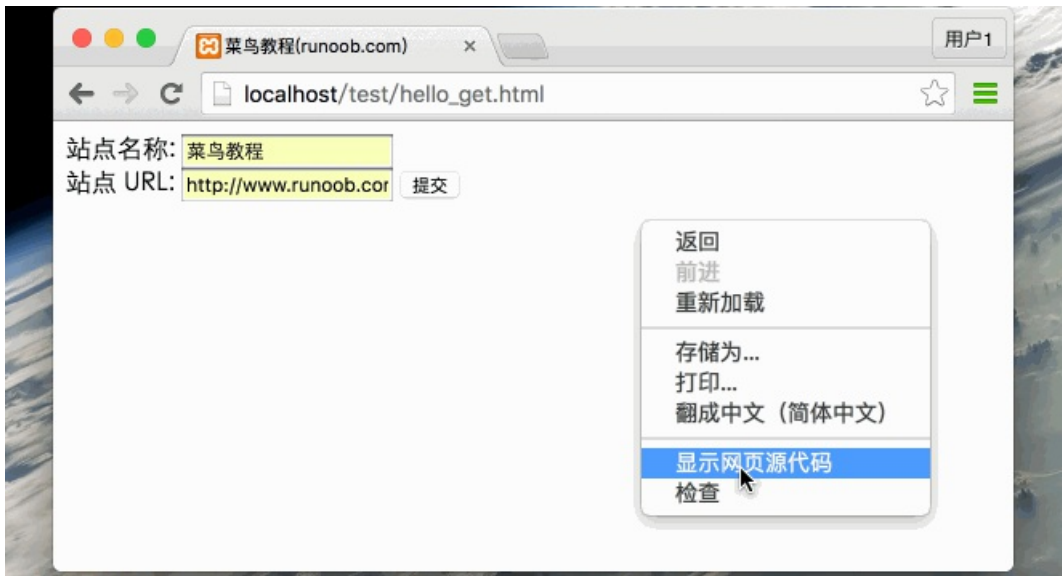 菜鸟教程(runoob.com)
用户1
localhost/test/hello_get.html
站点名称: 菜鸟教程
站点 URL: http://www.runoob.cor 提交
返回
前进
重新加载
存储为...
打印...
翻成中文（简体中文）
显示网页源代码
检查